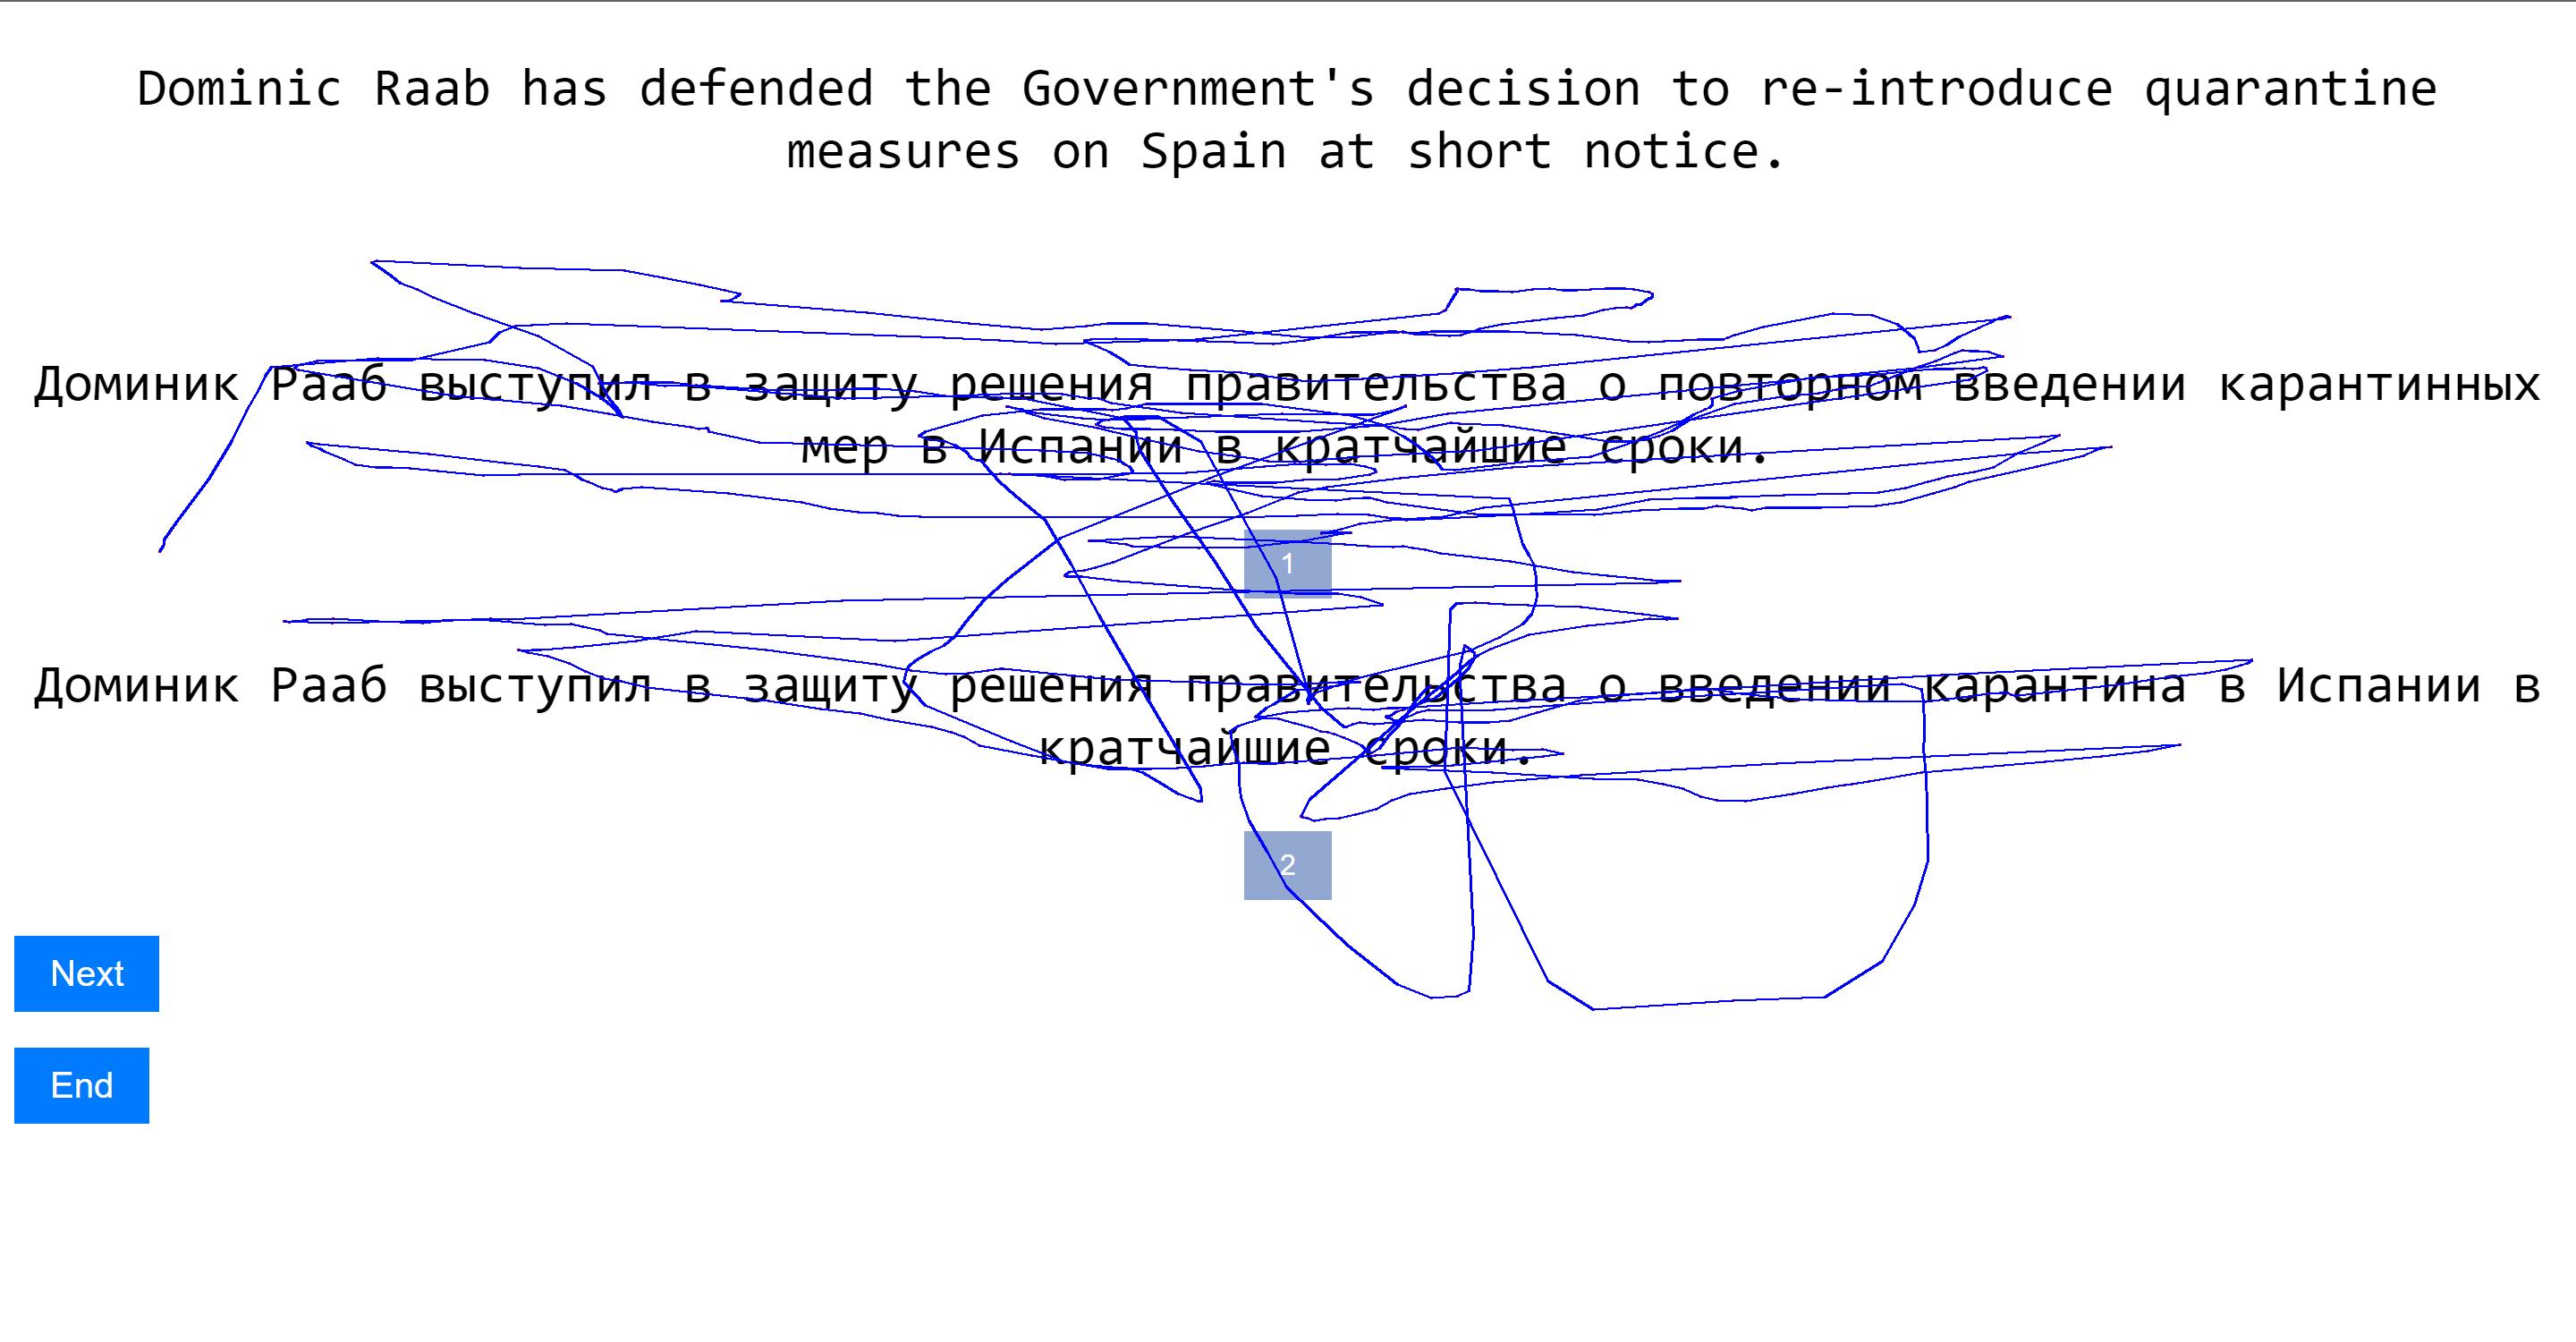 Dominic Raab has defended the Government's decision to re-introduce quarantine
measures on Spain at short notice.
Доминик Рааб выступил в защиту решения правительства о повторном введении карантинных
мер в Испании в кратчайшие сроки.
1
Доминик Рааб выступил в защиту решения правительства о введении карантина в Испании в
кратчайшие сроки.
2
Next
End